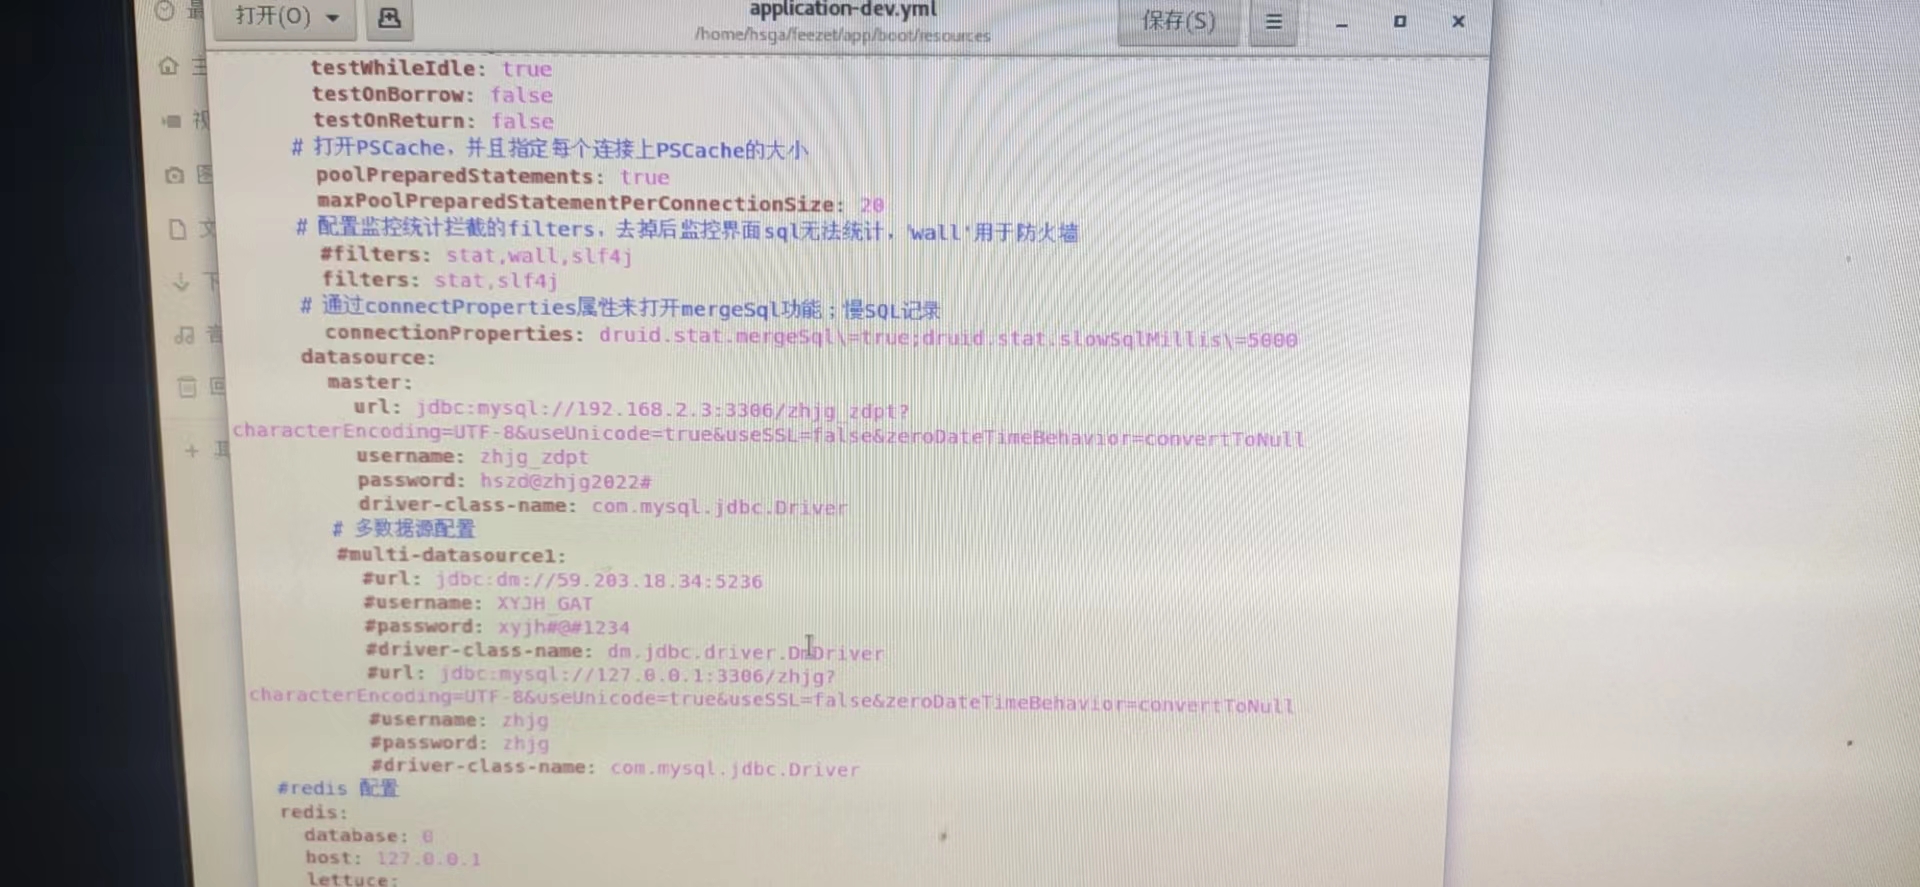 打开(O)
application-dev.yml
/home/hsga/feezet/app/boot/resources
保存(S)
testWhileIdle: true
testOnBorrow: false
testOnReturn: false
# 打开PSCache，并且指定每个连接上PSCache的大小
poolPreparedStatements: true
maxPoolPreparedStatementPerConnectionSize: 20
# 配置监控统计拦截的filters，去掉后监控界面sql无法统计，'wall'用于防火墙
#filters: stat,wall,slf4j
filters: stat,slf4j
# 通过connectProperties属性来打开mergeSql功能；慢SQL记录
connectionProperties: druid.stat.mergeSql\=true;druid.stat.slowSqlMillis\=5000
datasource:
master:
url: jdbc:mysql://192.168.2.3:3306/zhjg_zdpt?
characterEncoding=UTF-8&useUnicode=true&useSSL=false&zeroDateTimeBehavior=convertToNull
username: zhjg_zdpt
password: hszd@zhjg2022#
driver-class-name: com.mysql.jdbc.Driver
# 多数据源配置
#multi-datasource1:
#url: jdbc:dm://59.203.18.34:5236
#username: XYJH_GAT
#password: xyjh#@#1234
#driver-class-name: dm.jdbc.driver.DmDriver
#url: jdbc:mysql://127.0.0.1:3306/zhjg?
characterEncoding=UTF-8&useUnicode=true&useSSL=false&zeroDateTimeBehavior=convertToNull
#username: zhjg
#password: zhjg
#driver-class-name: com.mysql.jdbc.Driver
#redis 配置
redis:
database: 0
host: 127.0.0.1
lettuce: